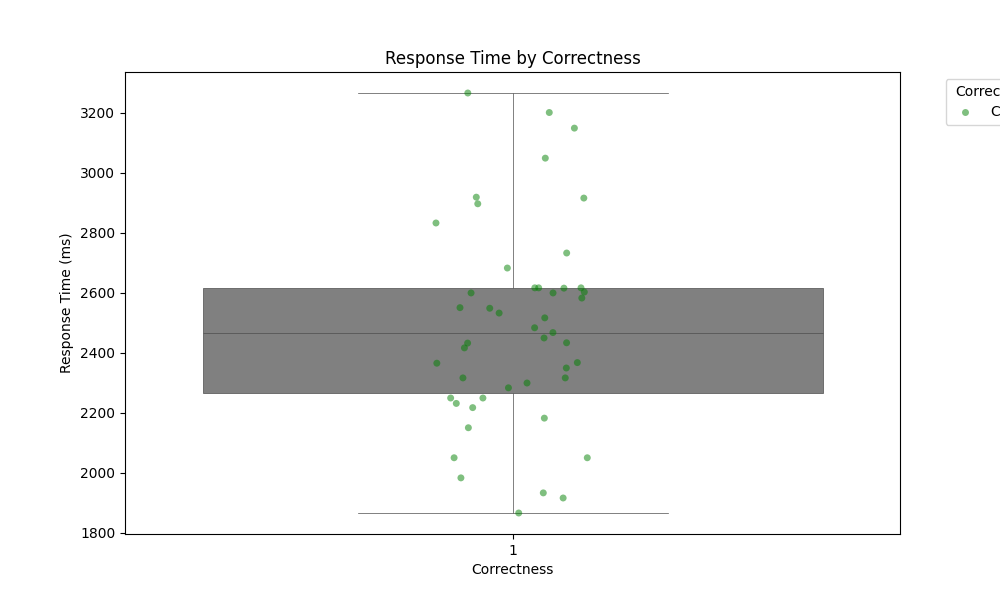 Response Time by Correctness
Correc
C
3200
3000
2800
2600
2400
2200
2000
1800
Response Time (ms)
1
Correctness